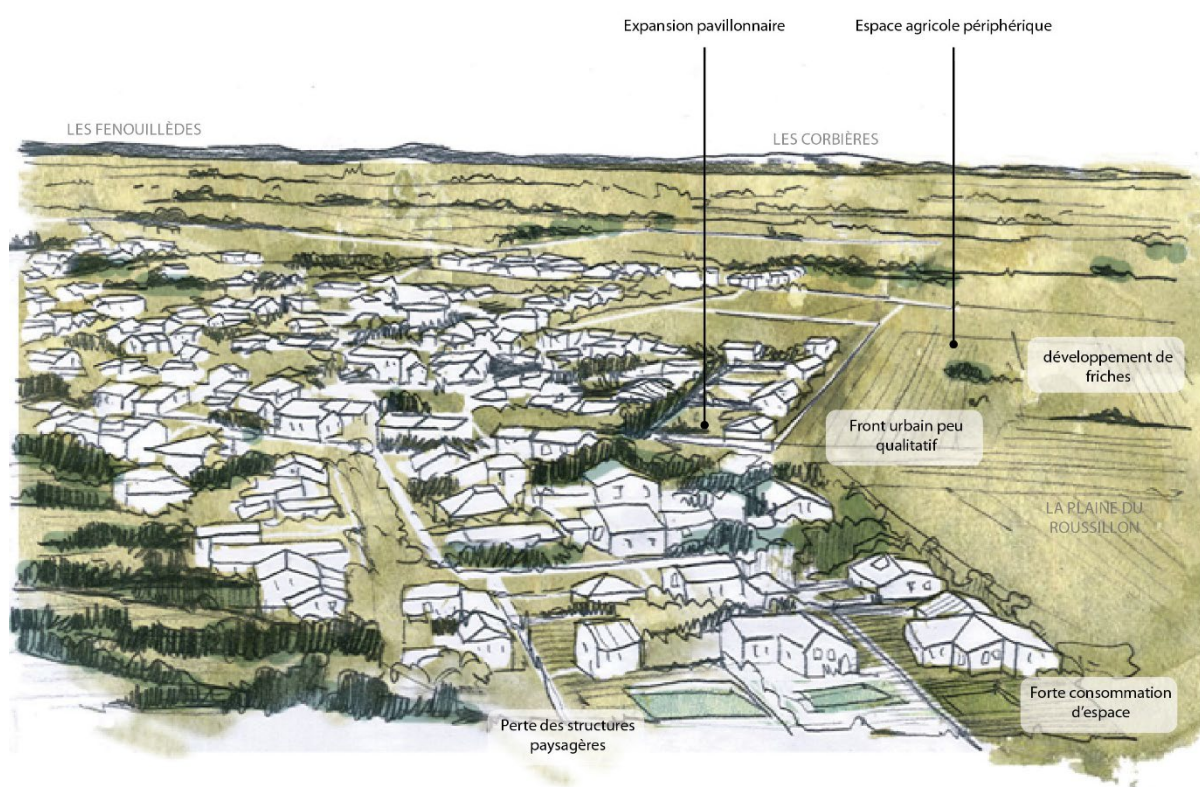 Expansion pavillonnaire
Espace agricole périphérique
LES FENOUILLÈDES
LES CORBIÈRES
développement de
friches
Front urbain peu
qualitatif
LA PLAINE DU
ROUSSILLON
Forte consommation
d'espace
Perte des structures
paysagères